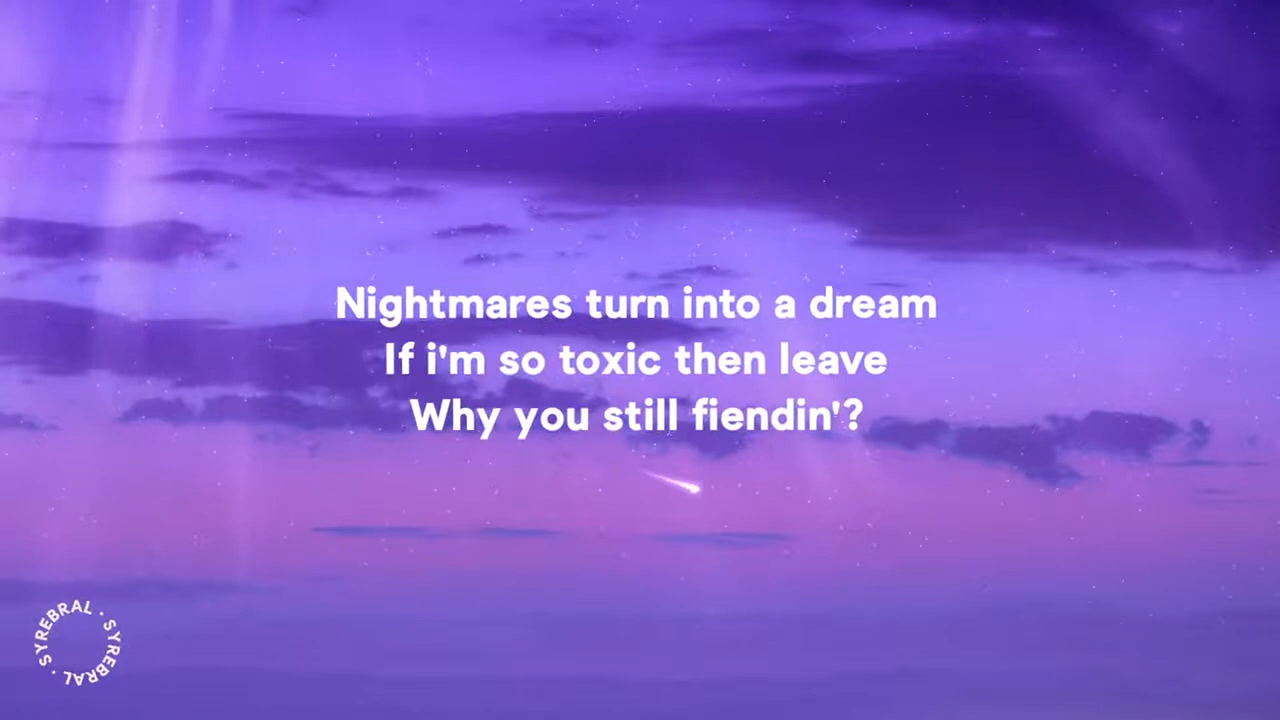 Nightmares turn into a dream
If i'm so toxic then leave
Why you still fiendin'?
SYREBRAL · SYREBRAL ·